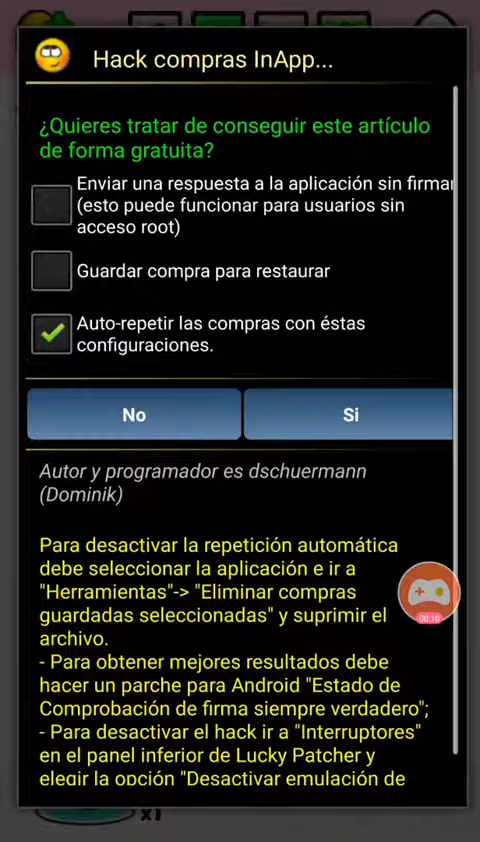 Hack compras InApp...
¿Quieres tratar de conseguir este artículo
de forma gratuita?
Enviar una respuesta a la aplicación sin firmar
(esto puede funcionar para usuarios sin
acceso root)
Guardar compra para restaurar
Auto-repetir las compras con éstas
configuraciones.
No
Si
Autor y programador es dschuermann
(Dominik)
Para desactivar la repetición automática
debe seleccionar la aplicación e ir a
"Herramientas"-> "Eliminar compras
guardadas seleccionadas" y suprimir el
archivo.
- Para obtener mejores resultados debe
hacer un parche para Android "Estado de
Comprobación de firma siempre verdadero";
- Para desactivar el hack ir a "Interruptores"
en el panel inferior de Lucky Patcher y
elegir la opción "Desactivar emulación de
00:10
x1